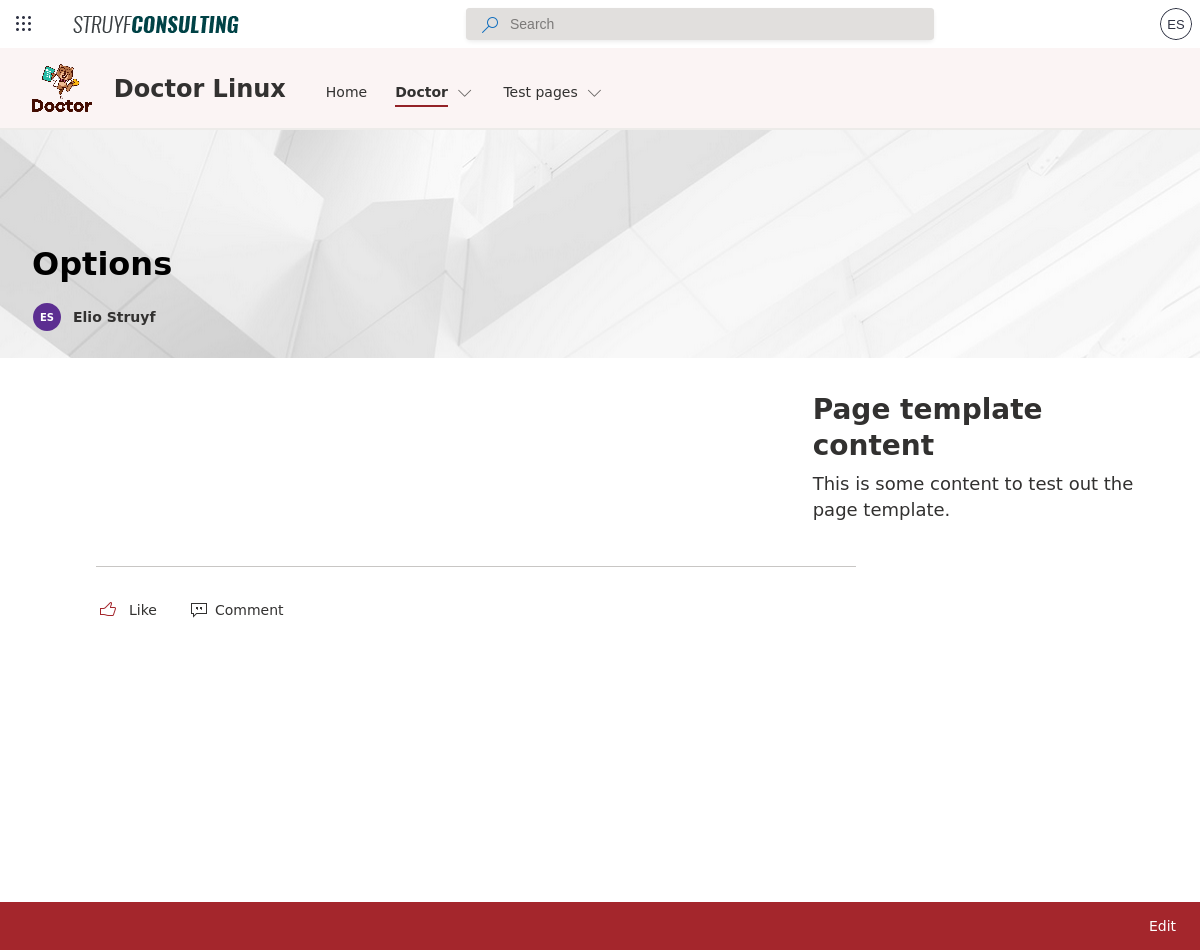 STRUYFCONSULTING
Search
ES
Doctor
Doctor Linux
Home
Doctor
Test pages
Options
ES
Elio Struyf
Page template
content
This is some content to test out the
page template.
Like
Comment
Edit